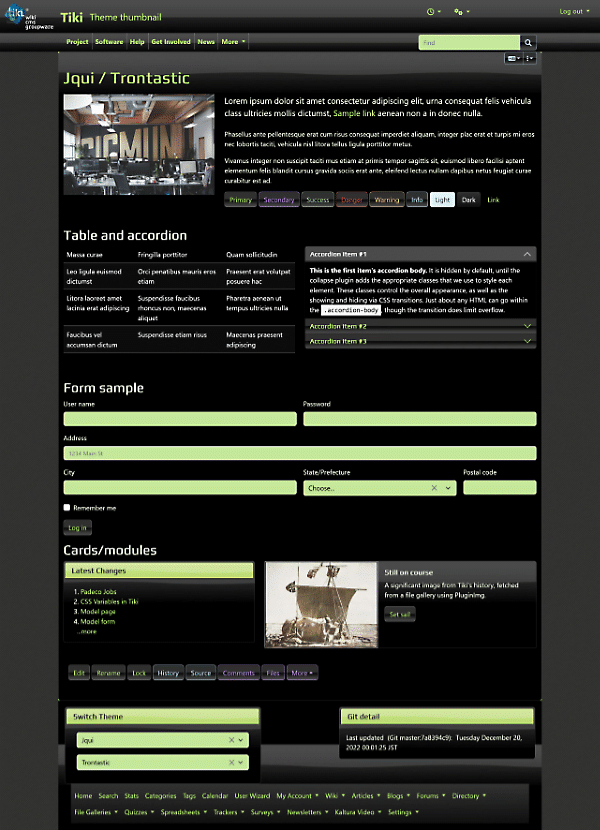 tiki wiki cms groupware
Tiki Theme thumbnail
Log out
Project Software Help Get Involved News More
Find
Jqui / Trontastic
CIGMUN
Lorem ipsum dolor sit amet consectetur adipiscing elit, urna consequat felis vehicula
class ultricies mollis dictumst, Sample link aenean non a in donec nulla.
Phasellus ante pellentesque erat cum risus consequat imperdiet aliquam, integer plac erat et turpis mi eros
nec lobortis taciti, vehicula nisl litora tellus ligula porttitor metus.
Vivamus integer non suscipit taciti mus etiam at primis tempor sagittis sit, euismod libero facilisi aptent
elementum felis blandit cursus gravida sociis erat ante, eleifend lectus nullam dapibus netus feugiat curae
curabitur est ad.
Primary Secondary Success Danger Warning Info Light Dark Link
Table and accordion
Massa curae Fringilla porttitor Quam sollicitudin
Leo ligula euismod Orci penatibus mauris eros Praesent erat volutpat
dictumst etiam posuere hac
Litora laoreet amet Suspendisse faucibus Pharetra aenean ut
lacinia erat adipiscing rhoncus non, maecenas tempus ultricies nulla
aliquet
Faucibus vel Suspendisse etiam risus Maecenas praesent
accumsan dictum adipiscing
Accordion Item #1
This is the first item's accordion body. It is hidden by default, until the
collapse plugin adds the appropriate classes that we use to style each
element. These classes control the overall appearance, as well as the
showing and hiding via CSS transitions. Just about any HTML can go within
the .accordion-body, though the transition does limit overflow.
Accordion Item #2
Accordion Item #3
Form sample
User name Password
Address
1234 Main St
City State/Prefecture Postal code
Choose...
Remember me
Log in
Cards/modules
Latest Changes
1. Padeco Jobs
2. CSS Variables in Tiki
3. Model page
4. Model form
...more
Still on course
A significant image from Tiki's history, fetched
from a file gallery using PluginImg.
Set sail
Edit Rename Lock History Source Comments Files More
Switch Theme
Jqui
Trontastic
Git detail
Last updated (Git master:7a8394c9): Tuesday December 20,
2022 00:01:25 JST
Home Search Stats Categories Tags Calendar User Wizard My Account Wiki Articles Blogs Forums Directory
File Galleries Quizzes Spreadsheets Trackers Surveys Newsletters Kaltura Video Settings